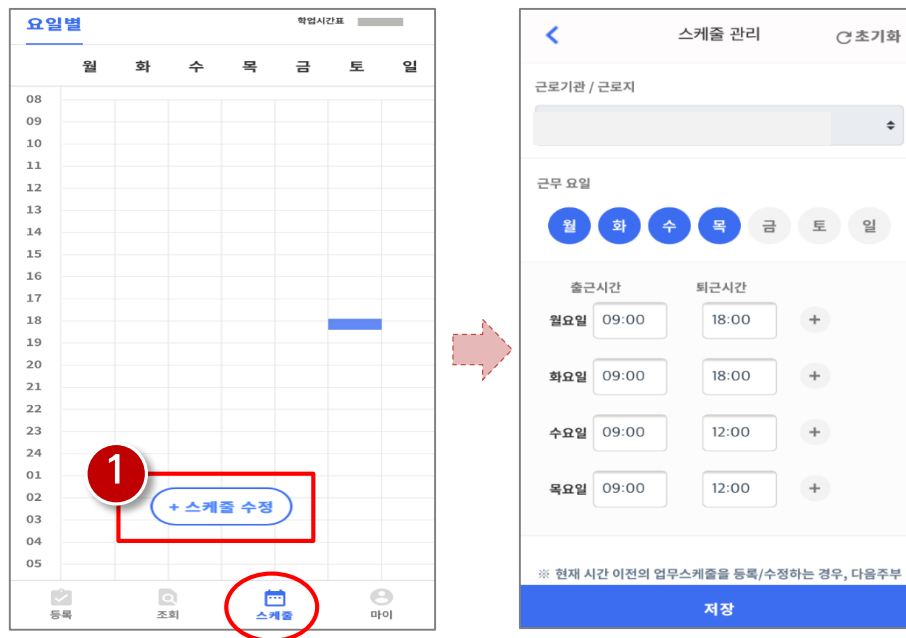 요일별
학업시간표
월 화 수 목 금 토 일
08
09
10
11
12
13
14
15
16
17
18
19
20
21
22
23
24
01
02
03
04
05
1
+ 스케줄 수정
등록 조회 스케줄 마이
스케줄 관리 초기화
근로기관 / 근로지
근무 요일
월 화 수 목 금 토 일
출근시간 퇴근시간
월요일 09:00 18:00 +
화요일 09:00 18:00 +
수요일 09:00 12:00 +
목요일 09:00 12:00 +
※ 현재 시간 이전의 업무스케줄을 등록/수정하는 경우, 다음주부
저장